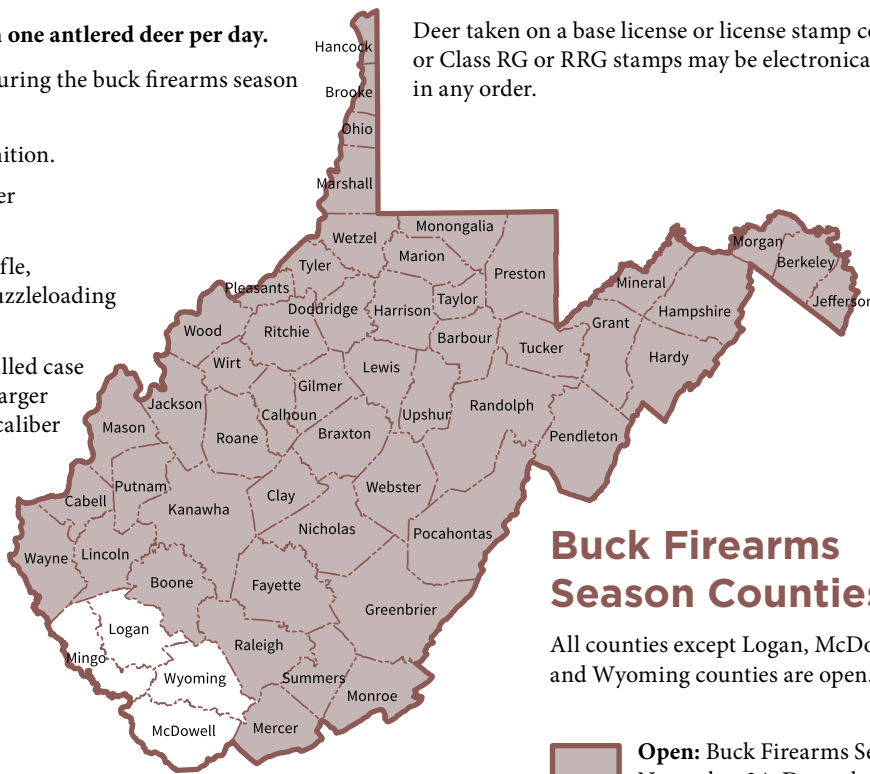 one antlered deer per day.
uring the buck firearms season
nition.
er
fle,
uzzleloading
lled case
arger
caliber
Deer taken on a base license or license stamp co
or Class RG or RRG stamps may be electronica
in any order.
Hancock
Brooke
Ohio
Marshall
Wetzel
Monongalia
Marion
Tyler
Preston
Pleasants
Doddridge
Harrison
Taylor
Wood
Ritchie
Barbour
Tucker
Mineral
Morgan
Berkeley
Jefferson
Hampshire
Grant
Hardy
Wirt
Lewis
Gilmer
Jackson
Calhoun
Upshur
Randolph
Mason
Roane
Braxton
Pendleton
Putnam
Cabell
Kanawha
Clay
Webster
Nicholas
Pocahontas
Wayne
Lincoln
Boone
Fayette
Greenbrier
Logan
Mingo
Raleigh
Wyoming
Summers
Monroe
McDowell
Mercer
Buck Firearms
Season Counties
All counties except Logan, McDo
and Wyoming counties are open.
Open: Buck Firearms Se